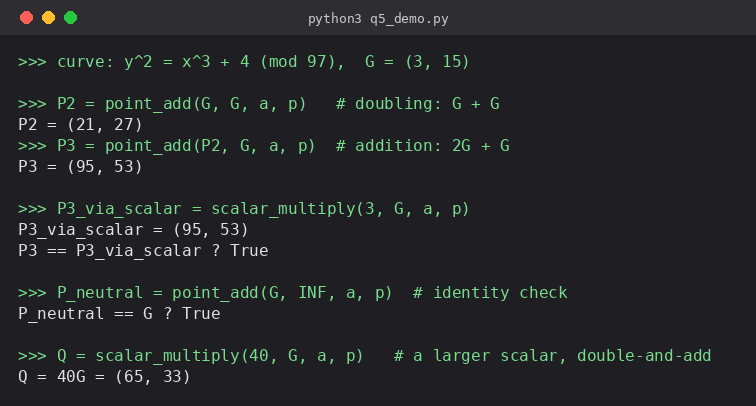 python3 q5_demo.py
>>> curve: y^2 = x^3 + 4 (mod 97),  G = (3, 15)
>>> P2 = point_add(G, G, a, p)   # doubling: G + G
P2 = (21, 27)
>>> P3 = point_add(P2, G, a, p)  # addition: 2G + G
P3 = (95, 53)
>>> P3_via_scalar = scalar_multiply(3, G, a, p)
P3_via_scalar = (95, 53)
P3 == P3_via_scalar ? True
>>> P_neutral = point_add(G, INF, a, p)  # identity check
P_neutral == G ? True
>>> Q = scalar_multiply(40, G, a, p)   # a larger scalar, double-and-add
Q = 40G = (65, 33)